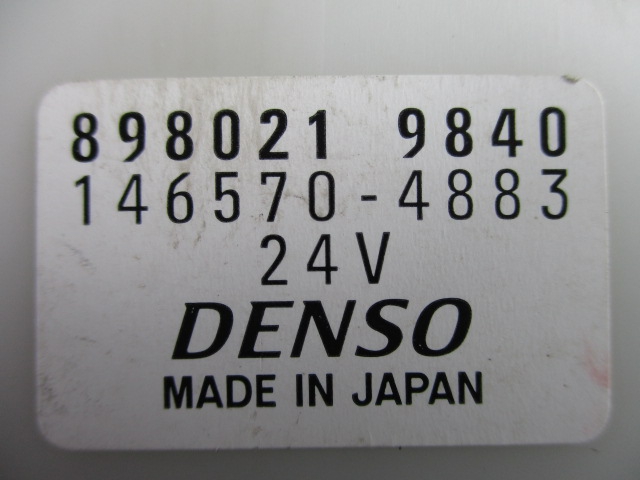 898021 9840
146570-4883
24V
DENSO
MADE IN JAPAN